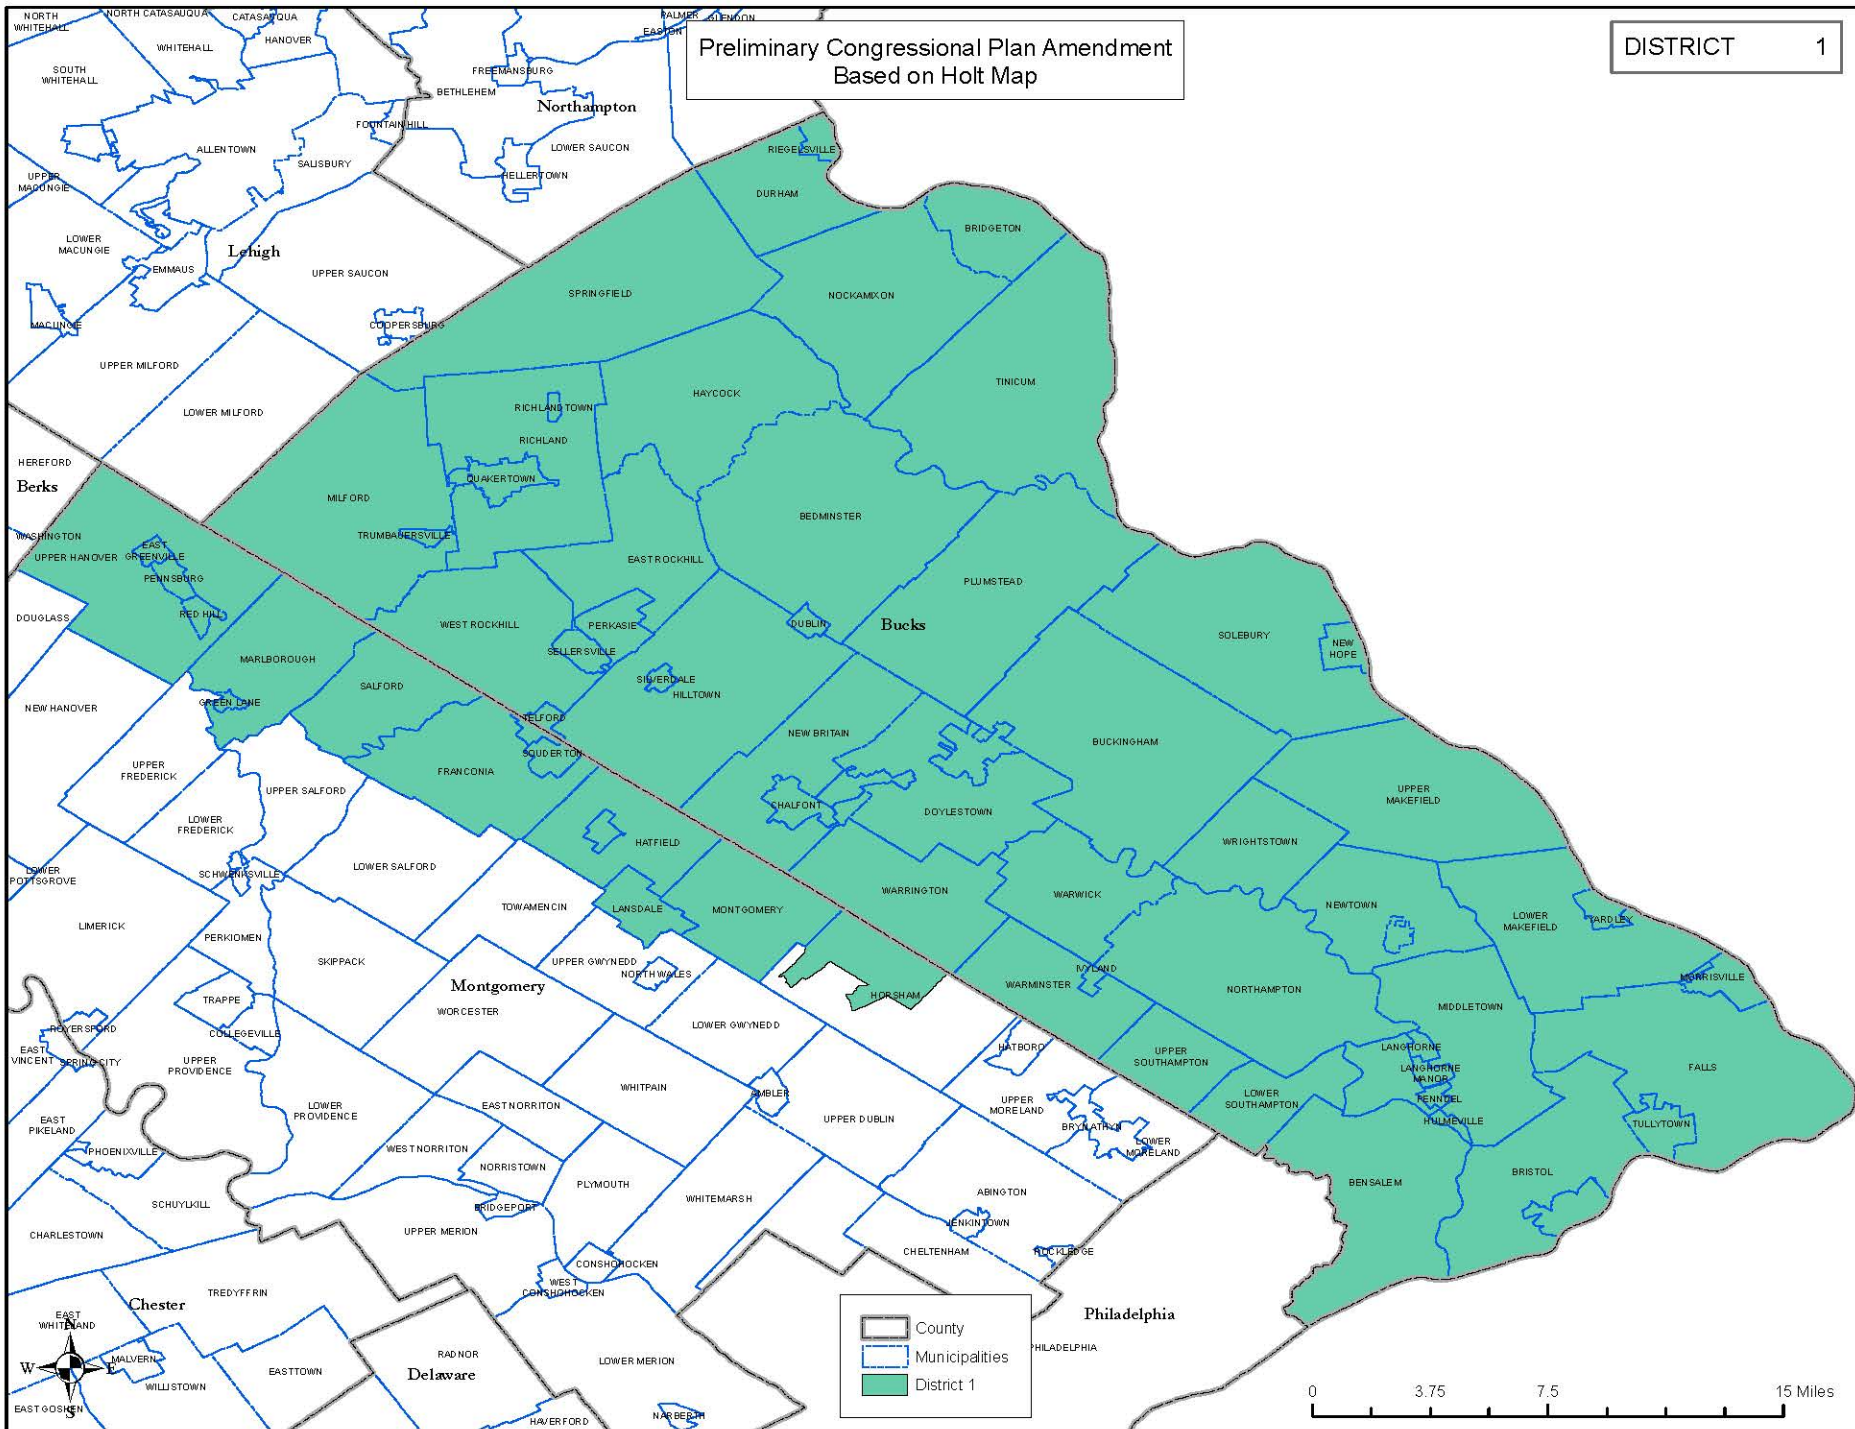 NORTH
WHITEHALL
NORTH CATASAUQUA
CATASAUQUA
HANOVER
WHITEHALL
SOUTH
WHITEHALL
PALMER
GLENDON
EASTON
Preliminary Congressional Plan Amendment
Based on Holt Map
DISTRICT 1
FREEMANSBURG
BETHLEHEM
Northampton
FOUNTAIN HILL
ALLENTOWN
SALISBURY
LOWER SAUCON
HELLERTOWN
UPPER
MACUNGIE
RIEGELSVILLE
DURHAM
BRIDGETON
LOWER
MACUNGIE
Lehigh
EMMAUS
UPPER SAUCON
SPRINGFIELD
NOCKAMIXON
MACUNGIE
COOPERSBURG
UPPER MILFORD
TINICUM
HAYCOCK
LOWER MILFORD
RICHLANDTOWN
RICHLAND
HEREFORD
Berks
QUAKERTOWN
MILFORD
BEDMINSTER
WASHINGTON
TRUMBAUERSVILLE
EAST
GREENVILLE
UPPER HANOVER
EAST ROCKHILL
PENNSBURG
PLUMSTEAD
DOUGLASS
RED HILL
WEST ROCKHILL
PERKASIE
DUBLIN
Bucks
SOLEBURY
NEW
HOPE
SELLERSVILLE
MARLBOROUGH
SALFORD
SILVERDALE
HILLTOWN
GREEN LANE
NEW HANOVER
TELFORD
NEW BRITAIN
BUCKINGHAM
SOUDERTON
UPPER
FREDERICK
FRANCONIA
UPPER SALFORD
UPPER
MAKEFIELD
CHALFONT
DOYLESTOWN
LOWER
FREDERICK
HATFIELD
WRIGHTSTOWN
LOWER
POTTSGROVE
SCHWENKSVILLE
LOWER SALFORD
WARRINGTON
WARWICK
TOWAMENCIN
LANSDALE
MONTGOMERY
NEWTOWN
LOWER
MAKEFIELD
YARDLEY
LIMERICK
PERKIOMEN
SKIPPACK
UPPER GWYNEDD
NORTH WALES
IVYLAND
WARMINSTER
MORRISVILLE
Montgomery
HORSHAM
NORTHAMPTON
TRAPPE
WORCESTER
MIDDLETOWN
ROYERSFORD
COLLEGEVILLE
LOWER GWYNEDD
HATBORO
LANGHORNE
EAST
VINCENT
SPRING CITY
UPPER
PROVIDENCE
UPPER
SOUTHAMPTON
FALLS
LANGHORNE
MANOR
WHITPAIN
AMBLER
PENNDEL
LOWER
SOUTHAMPTON
UPPER
MORELAND
EAST NORRITON
LOWER
PROVIDENCE
UPPER DUBLIN
HULMEVILLE
TULLYTOWN
EAST
PIKELAND
BRYN ATHYN
LOWER
MORELAND
PHOENIXVILLE
WEST NORRITON
NORRISTOWN
BRISTOL
PLYMOUTH
WHITEMARSH
BENSALEM
ABINGTON
SCHUYLKILL
BRIDGEPORT
JENKINTOWN
UPPER MERION
CHARLESTOWN
CHELTENHAM
ROCKLEDGE
CONSHOHOCKEN
WEST
CONSHOHOCKEN
TREDYFFRIN
Chester
EAST
WHITELAND
Philadelphia
County
PHILADELPHIA
Municipalities
District 1
N
W E
S
MALVERN
RADNOR
LOWER MERION
EASTTOWN
Delaware
WILLISTOWN
EAST GOSHEN
NARBERTH
HAVERFORD
0 3.75 7.5 15 Miles